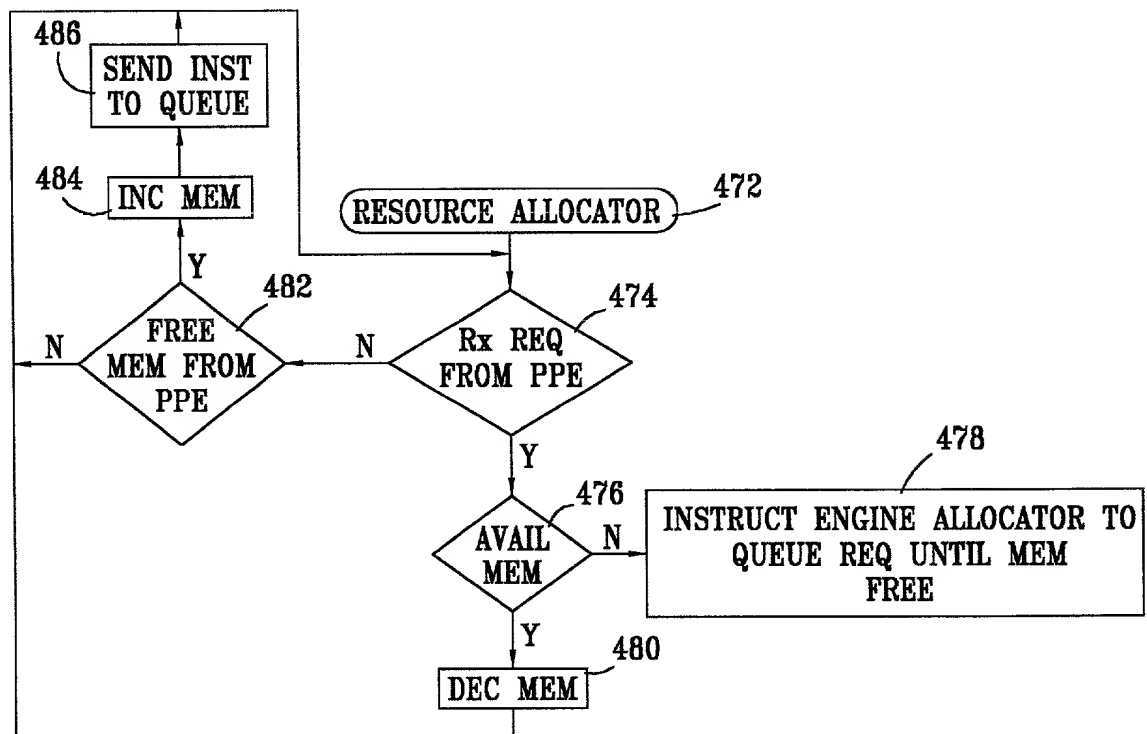 486
SEND INST
TO QUEUE
484
INC MEM
RESOURCE ALLOCATOR
472
Y
482
FREE
MEM FROM
PPE
N
N
474
Rx REQ
FROM PPE
Y
476
AVAIL
MEM
N
478
INSTRUCT ENGINE ALLOCATOR TO
QUEUE REQ UNTIL MEM
FREE
Y
480
DEC MEM